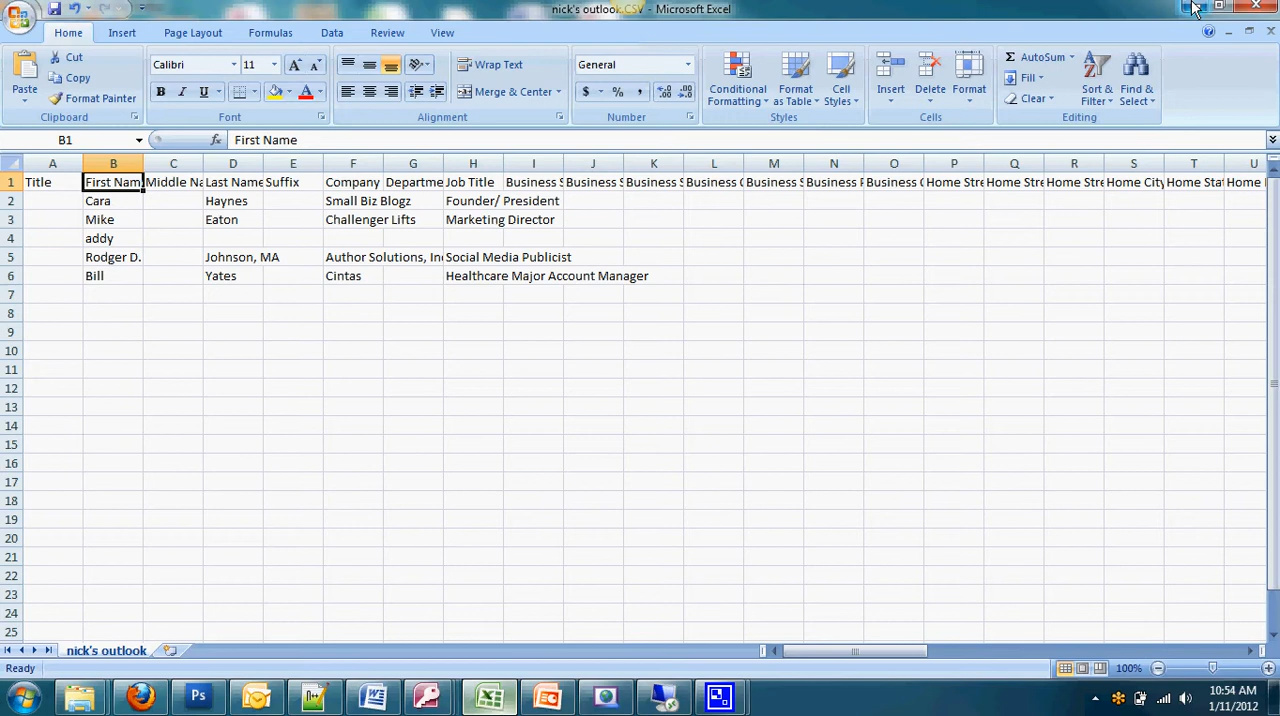 nick's outlook.CSV - Microsoft Excel
Home Insert Page Layout Formulas Data Review View
Paste Cut Calibri 11 Wrap Text General Conditional Formatting Format as Table Cell Styles Insert Delete Format AutoSum Sort & Filter Find & Select
Copy Fill
Format Painter B I U Merge & Center $ % , Clear
Clipboard Font Alignment Number Styles Cells Editing
B1 fx First Name
A B C D E F G H I J K L M N O P Q R S T U
1 Title First Nam Middle Na Last Name Suffix Company Departme Job Title Business S Business S Business S Business C Business S Business P Business C Home Stre Home Stre Home Stre Home City Home Stat Home
2 Cara Haynes Small Biz Blogz Founder/ President
3 Mike Eaton Challenger Lifts Marketing Director
4 addy
5 Rodger D. Johnson, MA Author Solutions, Inc Social Media Publicist
6 Bill Yates Cintas Healthcare Major Account Manager
7
8
9
10
11
12
13
14
15
16
17
18
19
20
21
22
23
24
25
nick's outlook
Ready 100%
Ps 10:54 AM
1/11/2012